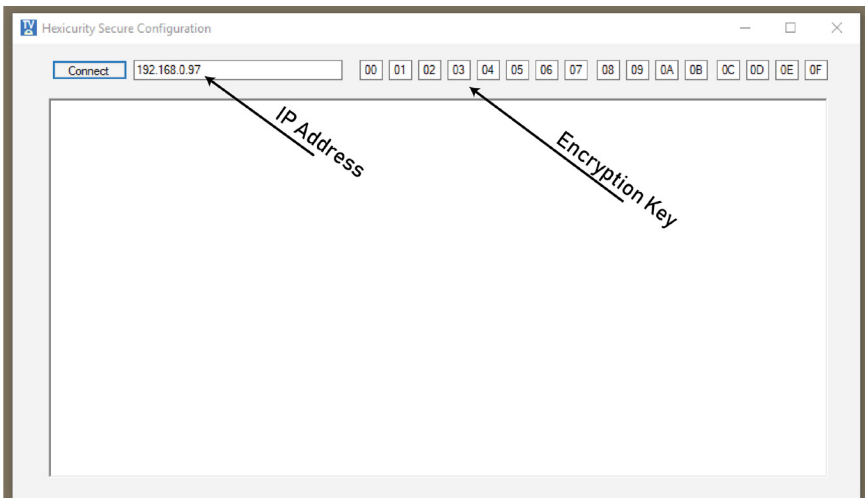 Hexicurity Secure Configuration
Connect 192.168.0.97 00 01 02 03 04 05 06 07 08 09 0A 0B 0C 0D 0E 0F
IP Address
Encryption Key